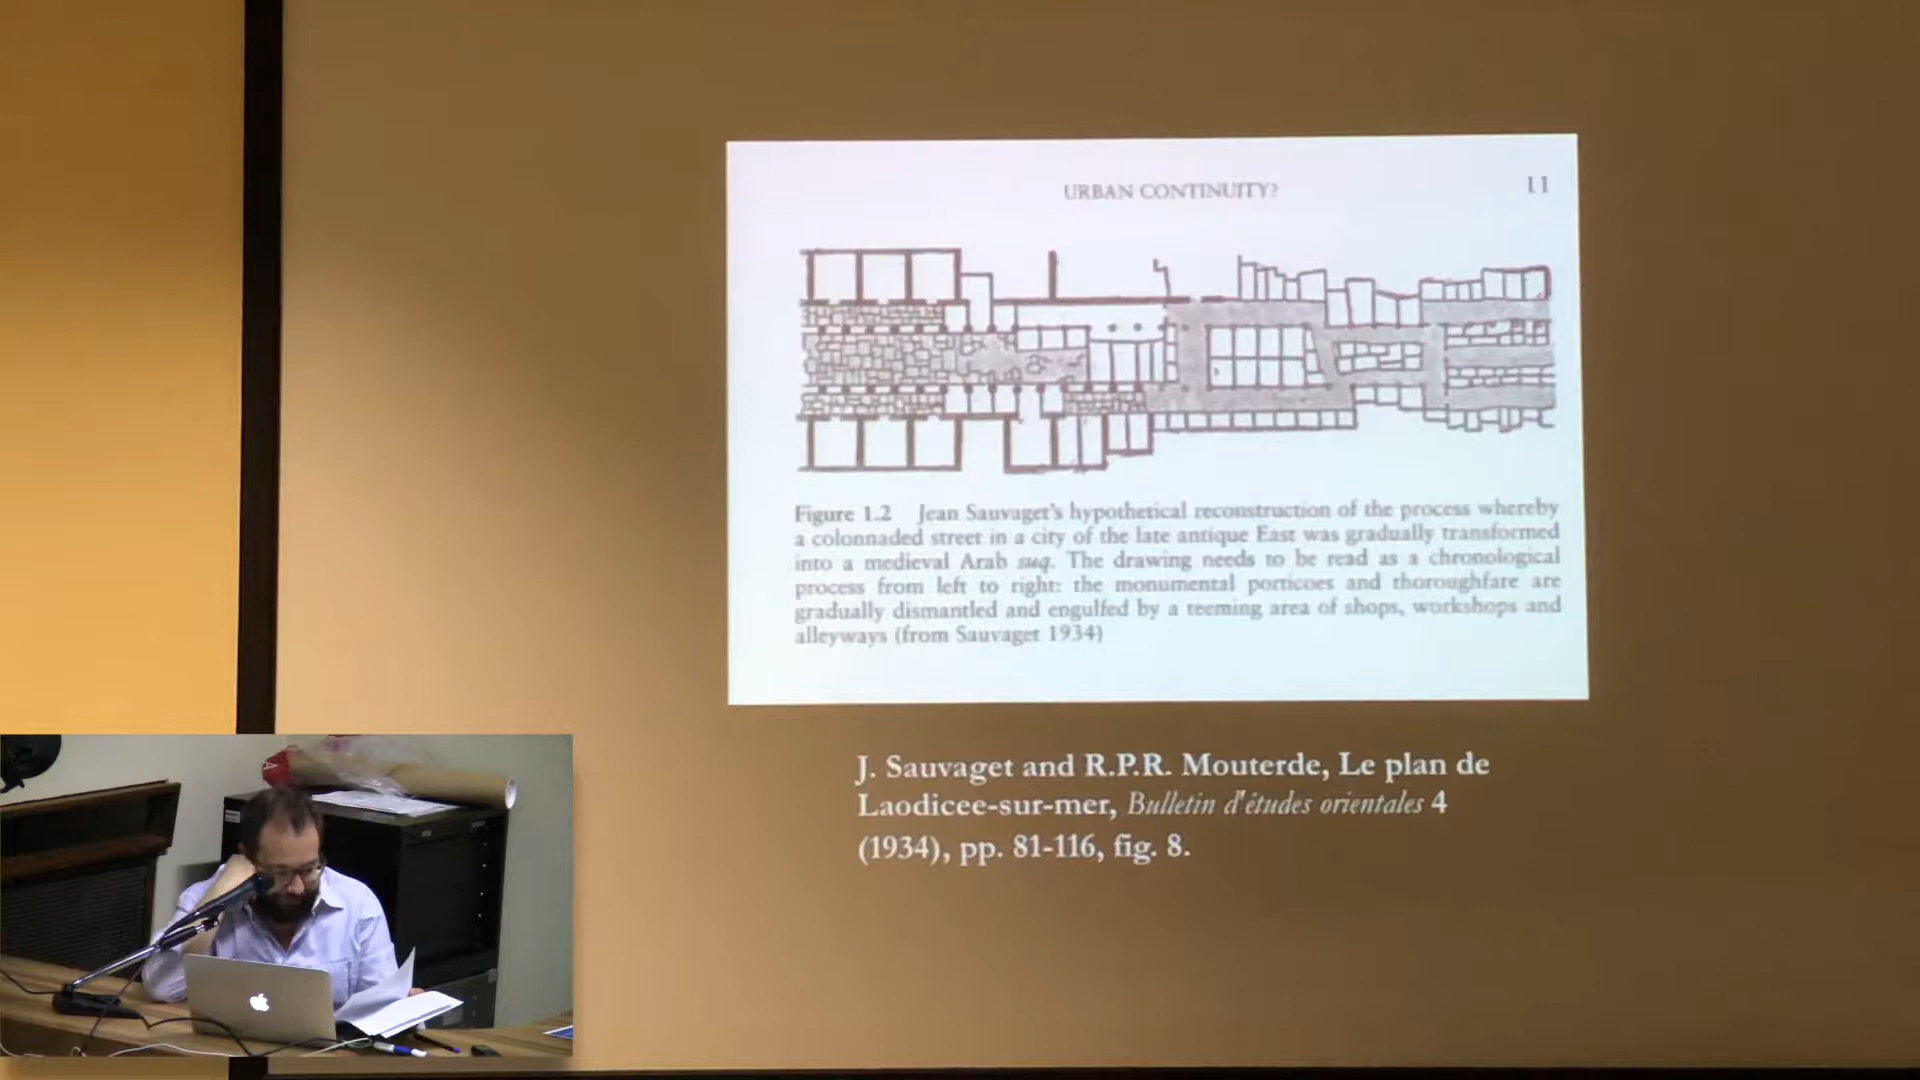 URBAN CONTINUITY?
11
Figure 1.2 Jean Sauvaget's hypothetical reconstruction of the process whereby
a colonnaded street in a city of the late antique East was gradually transformed
into a medieval Arab suq. The drawing needs to be read as a chronological
process from left to right: the monumental porticoes and thoroughfare are
gradually dismantled and engulfed by a teeming area of shops, workshops and
alleyways (from Sauvaget 1934)
J. Sauvaget and R.P.R. Mouterde, Le plan de
Laodicee-sur-mer, Bulletin d'études orientales 4
(1934), pp. 81-116, fig. 8.